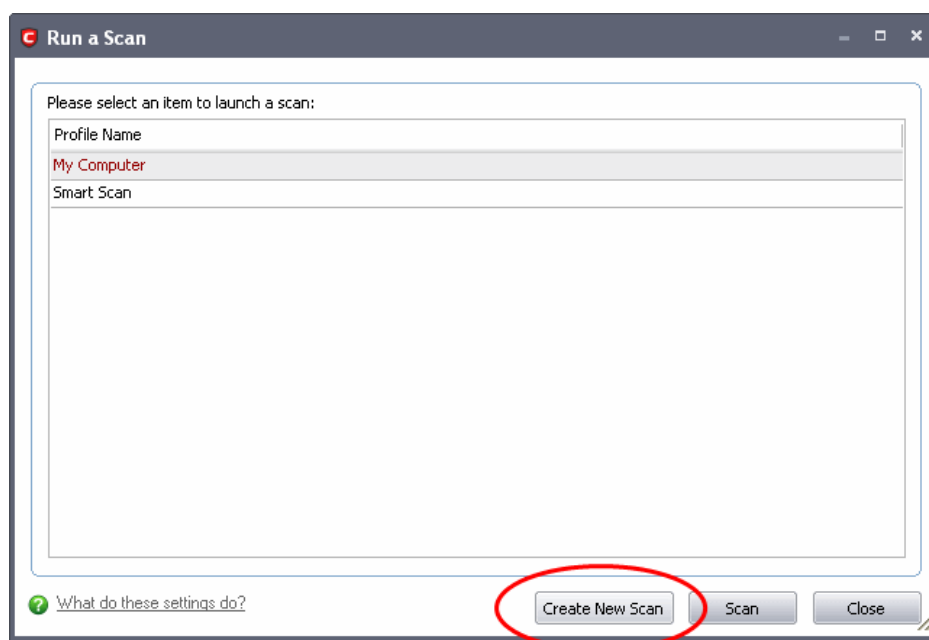 Run a Scan
Please select an item to launch a scan:
Profile Name
My Computer
Smart Scan
What do these settings do?
Create New Scan
Scan
Close